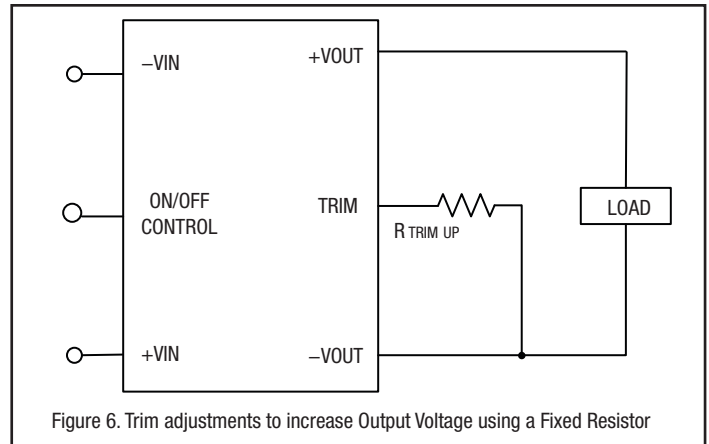 −VIN
+VOUT
ON/OFF
CONTROL
TRIM
R TRIM UP
LOAD
+VIN
−VOUT
Figure 6. Trim adjustments to increase Output Voltage using a Fixed Resistor